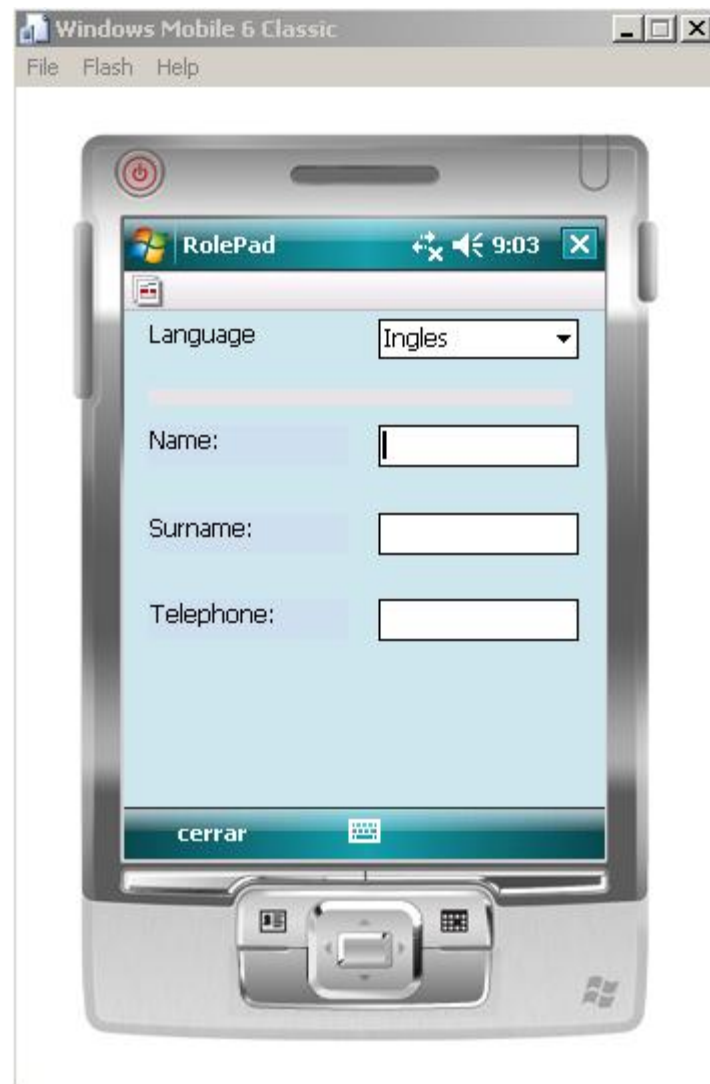 Windows Mobile 6 Classic
File Flash Help
RolePad 9:03
Language Ingles
Name:
Surname:
Telephone:
cerrar